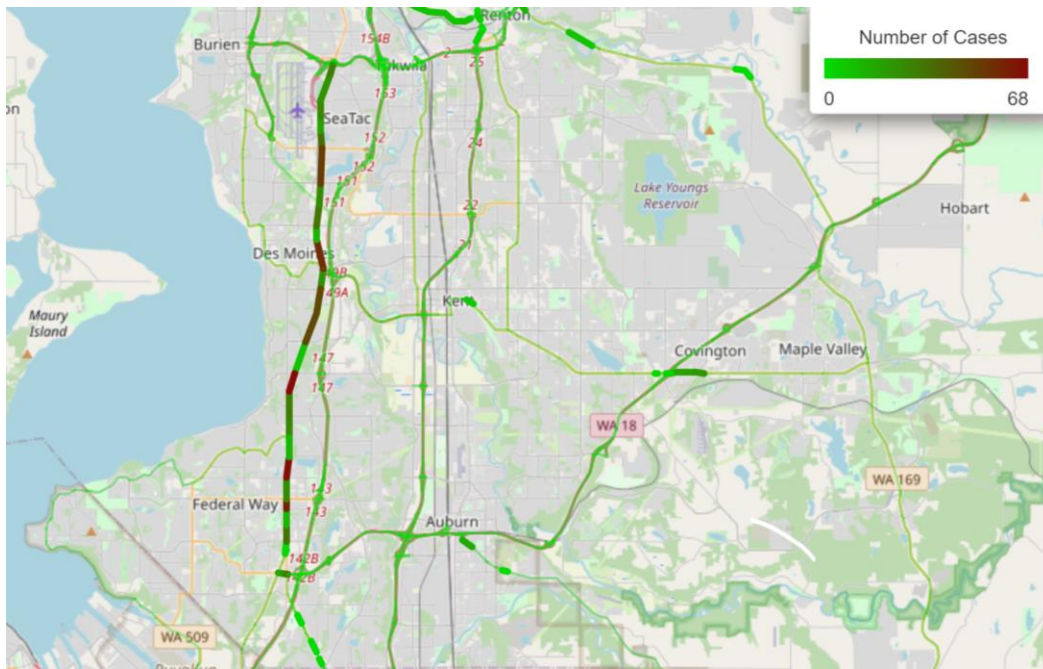 Renton
Number of Cases
0
68
154B
Burien
2
Tukwila
25
153
SeaTac
152
24
152
151
Lake Youngs
Reservoir
151
22
Hobart
21
Des Moines
49A
Kent
Maury
Island
147
Covington
Maple Valley
147
WA 18
WA 169
143
Federal Way
143
Auburn
142B
42B
WA 509